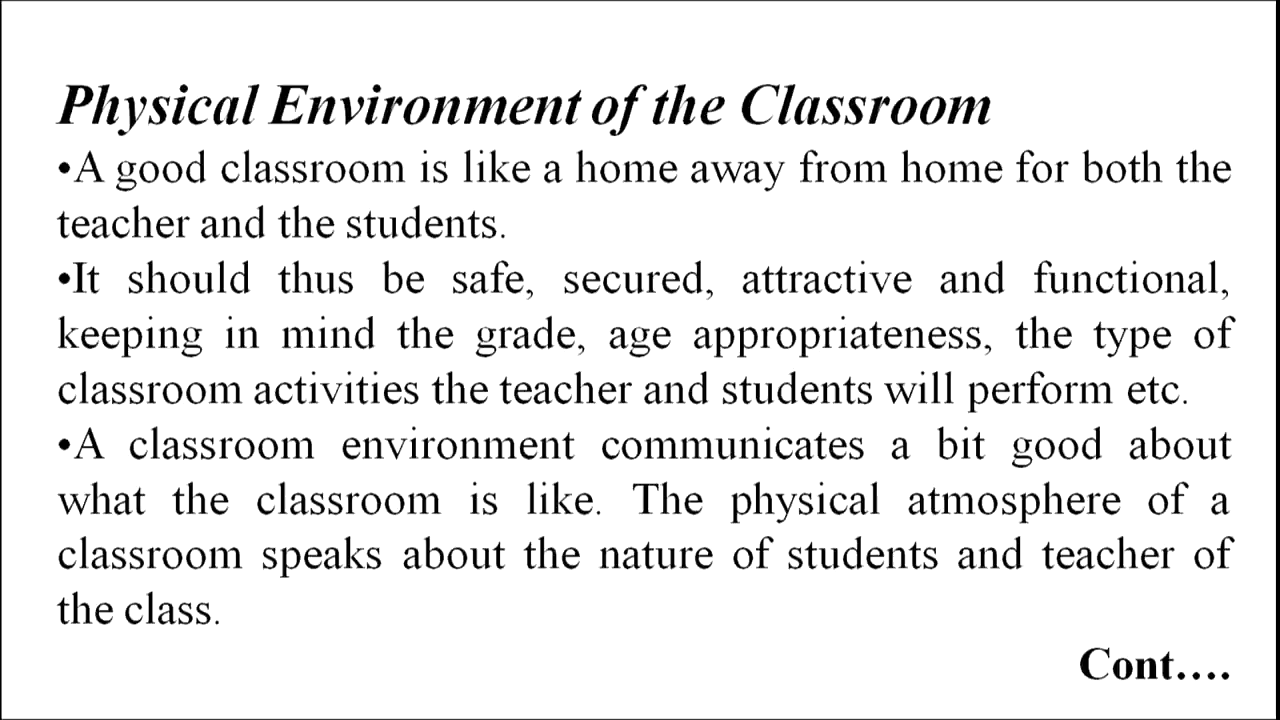 Physical Environment of the Classroom
•A good classroom is like a home away from home for both the
teacher and the students.
•It should thus be safe, secured, attractive and functional,
keeping in mind the grade, age appropriateness, the type of
classroom activities the teacher and students will perform etc.
•A classroom environment communicates a bit good about
what the classroom is like. The physical atmosphere of a
classroom speaks about the nature of students and teacher of
the class.
Cont....